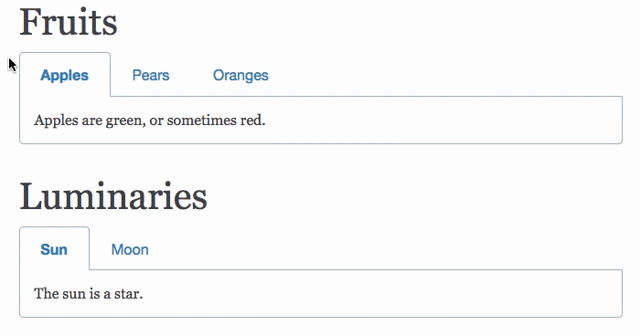 Fruits
Apples Pears Oranges
Apples are green, or sometimes red.
Luminaries
Sun Moon
The sun is a star.